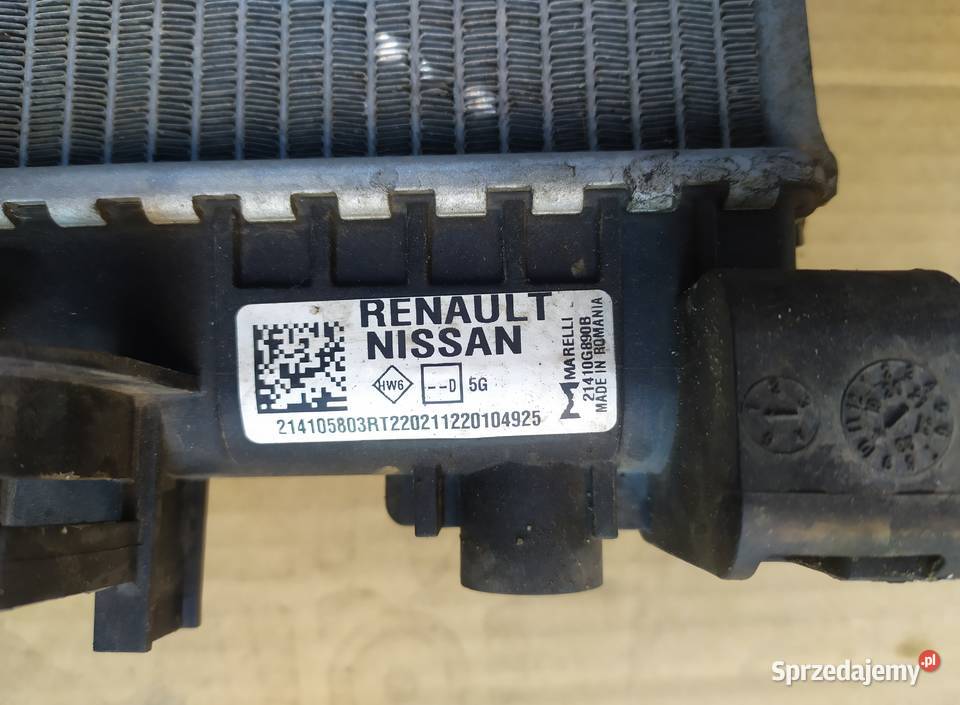 RENAULT
NISSAN
HW6
--D
5G
214105803RT220211220104925
MARELLI
21410G890B
MADE IN ROMANIA
Sprzedajemy.pl